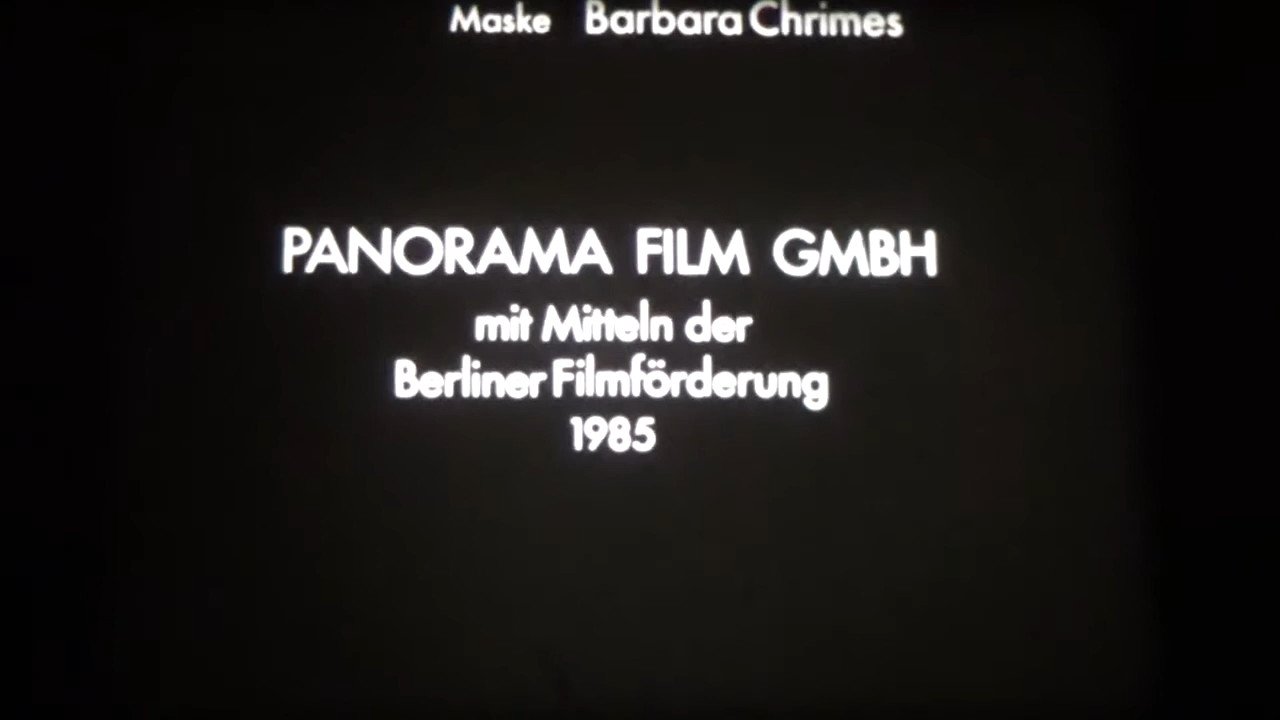 Maske Barbara Chrimes
PANORAMA FILM GMBH
mit Mitteln der
Berliner Filmförderung
1985